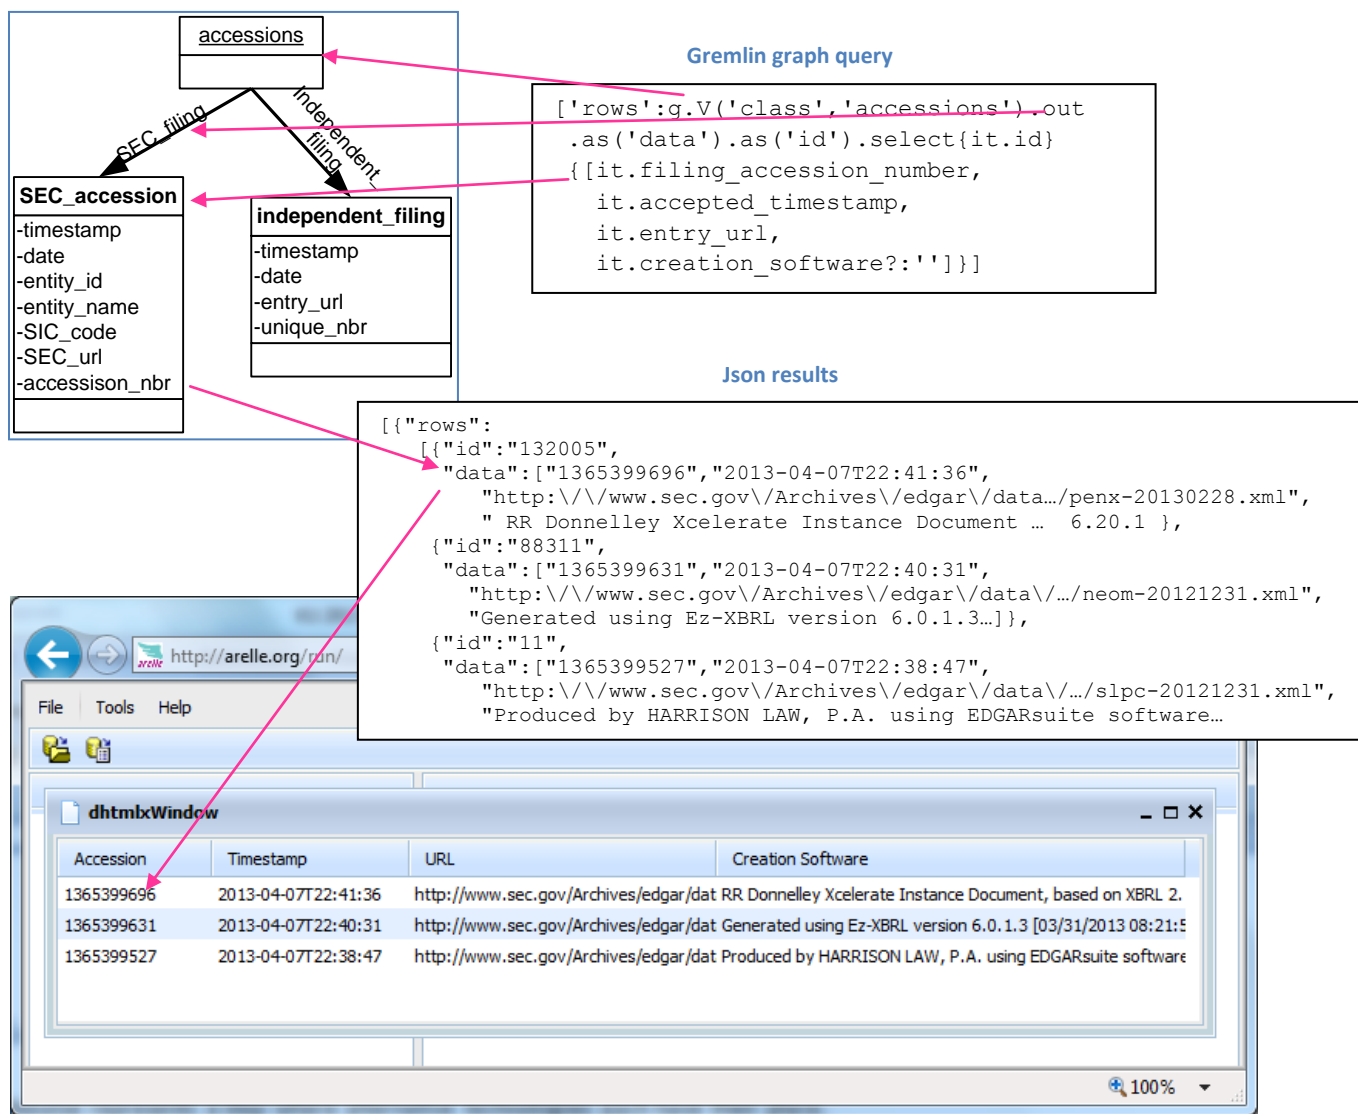 accessions
SEC_filing
Independent_
filing
SEC_accession
-timestamp
-date
-entity_id
-entity_name
-SIC_code
-SEC_url
-accessison_nbr
independent_filing
-timestamp
-date
-entry_url
-unique_nbr
Gremlin graph query
['rows':g.V('class','accessions').out
.as('data').as('id').select{it.id}
{[it.filing_accession_number,
it.accepted_timestamp,
it.entry_url,
it.creation_software?:'']}]
Json results
[{"rows":
[{"id":"132005",
"data":["1365399696","2013-04-07T22:41:36",
"http:\/\/www.sec.gov\/Archives\/edgar\/data…/penx-20130228.xml",
" RR Donnelley Xcelerate Instance Document …  6.20.1 },
{"id":"88311",
"data":["1365399631","2013-04-07T22:40:31",
"http:\/\/www.sec.gov\/Archives\/edgar\/data\/…/neom-20121231.xml",
"Generated using Ez-XBRL version 6.0.1.3…]},
{"id":"11",
"data":["1365399527","2013-04-07T22:38:47",
"http:\/\/www.sec.gov\/Archives\/edgar\/data\/…/slpc-20121231.xml",
"Produced by HARRISON LAW, P.A. using EDGARsuite software…
arelle http://arelle.org/run/
File Tools Help
dhtmlxWindow
Accession Timestamp URL Creation Software
1365399696 2013-04-07T22:41:36 http://www.sec.gov/Archives/edgar/dat RR Donnelley Xcelerate Instance Document, based on XBRL 2.
1365399631 2013-04-07T22:40:31 http://www.sec.gov/Archives/edgar/dat Generated using Ez-XBRL version 6.0.1.3 [03/31/2013 08:21:5
1365399527 2013-04-07T22:38:47 http://www.sec.gov/Archives/edgar/dat Produced by HARRISON LAW, P.A. using EDGARsuite software
100%